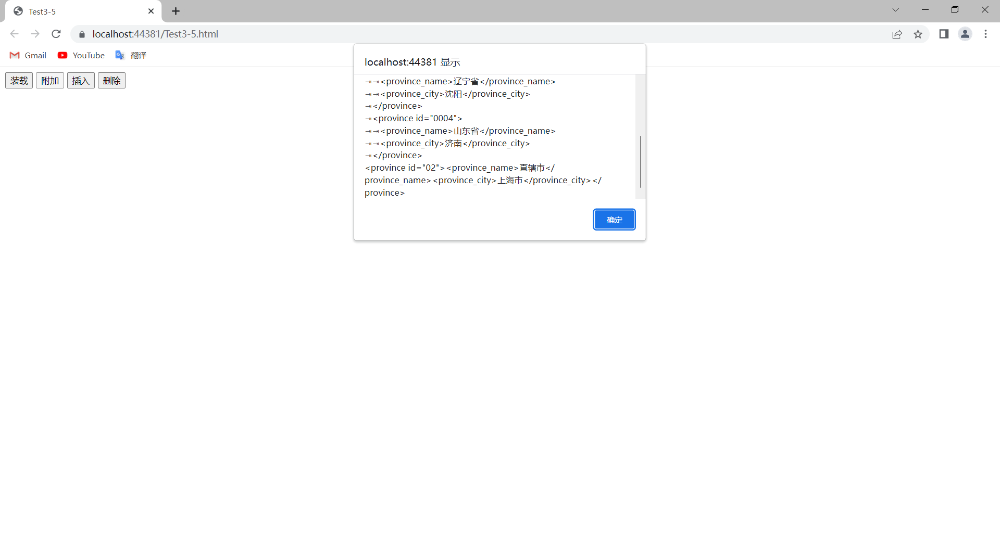 Test3-5
localhost:44381/Test3-5.html
Gmail YouTube 翻译
装载 附加 插入 删除
localhost:44381 显示
⇥⇥<province_name>辽宁省</province_name>
⇥⇥<province_city>沈阳</province_city>
⇥</province>
⇥<province id="0004">
⇥⇥<province_name>山东省</province_name>
⇥⇥<province_city>济南</province_city>
⇥</province>
<province id="02"><province_name>直辖市</
province_name><province_city>上海市</province_city></
province>
确定